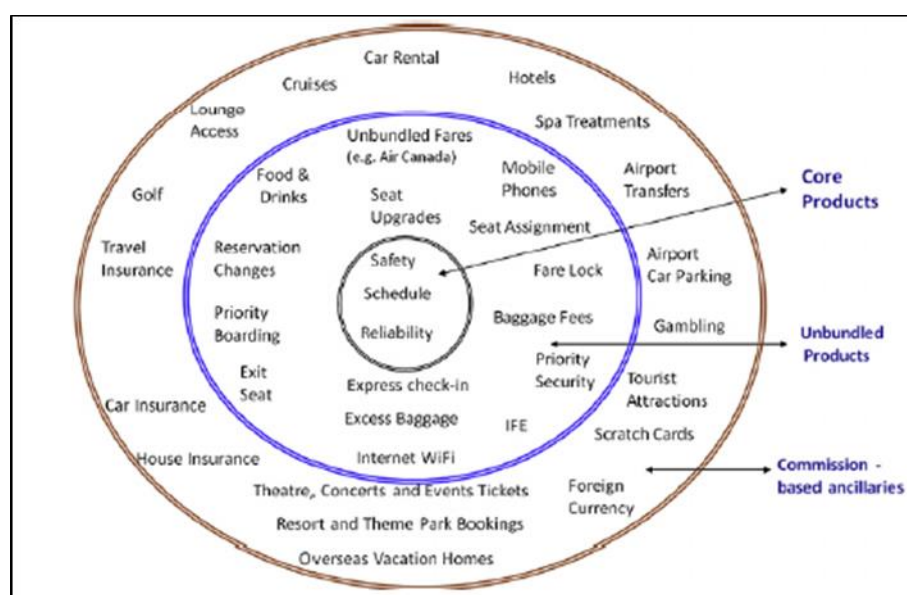 Car Rental
Cruises
Hotels
Lounge
Access
Spa Treatments
Unbundled Fares
(e.g. Air Canada)
Mobile
Phones
Airport
Transfers
Food &
Drinks
Core
Products
Golf
Seat
Upgrades
Seat Assignment
Travel
Insurance
Reservation
Changes
Safety
Fare Lock
Airport
Car Parking
Schedule
Priority
Boarding
Reliability
Baggage Fees
Gambling
Unbundled
Products
Priority
Security
Exit
Seat
Express check-in
Tourist
Attractions
Car Insurance
Excess Baggage
IFE
Scratch Cards
House Insurance
Internet WiFi
Commission -
based ancillaries
Theatre, Concerts and Events Tickets
Foreign
Currency
Resort and Theme Park Bookings
Overseas Vacation Homes